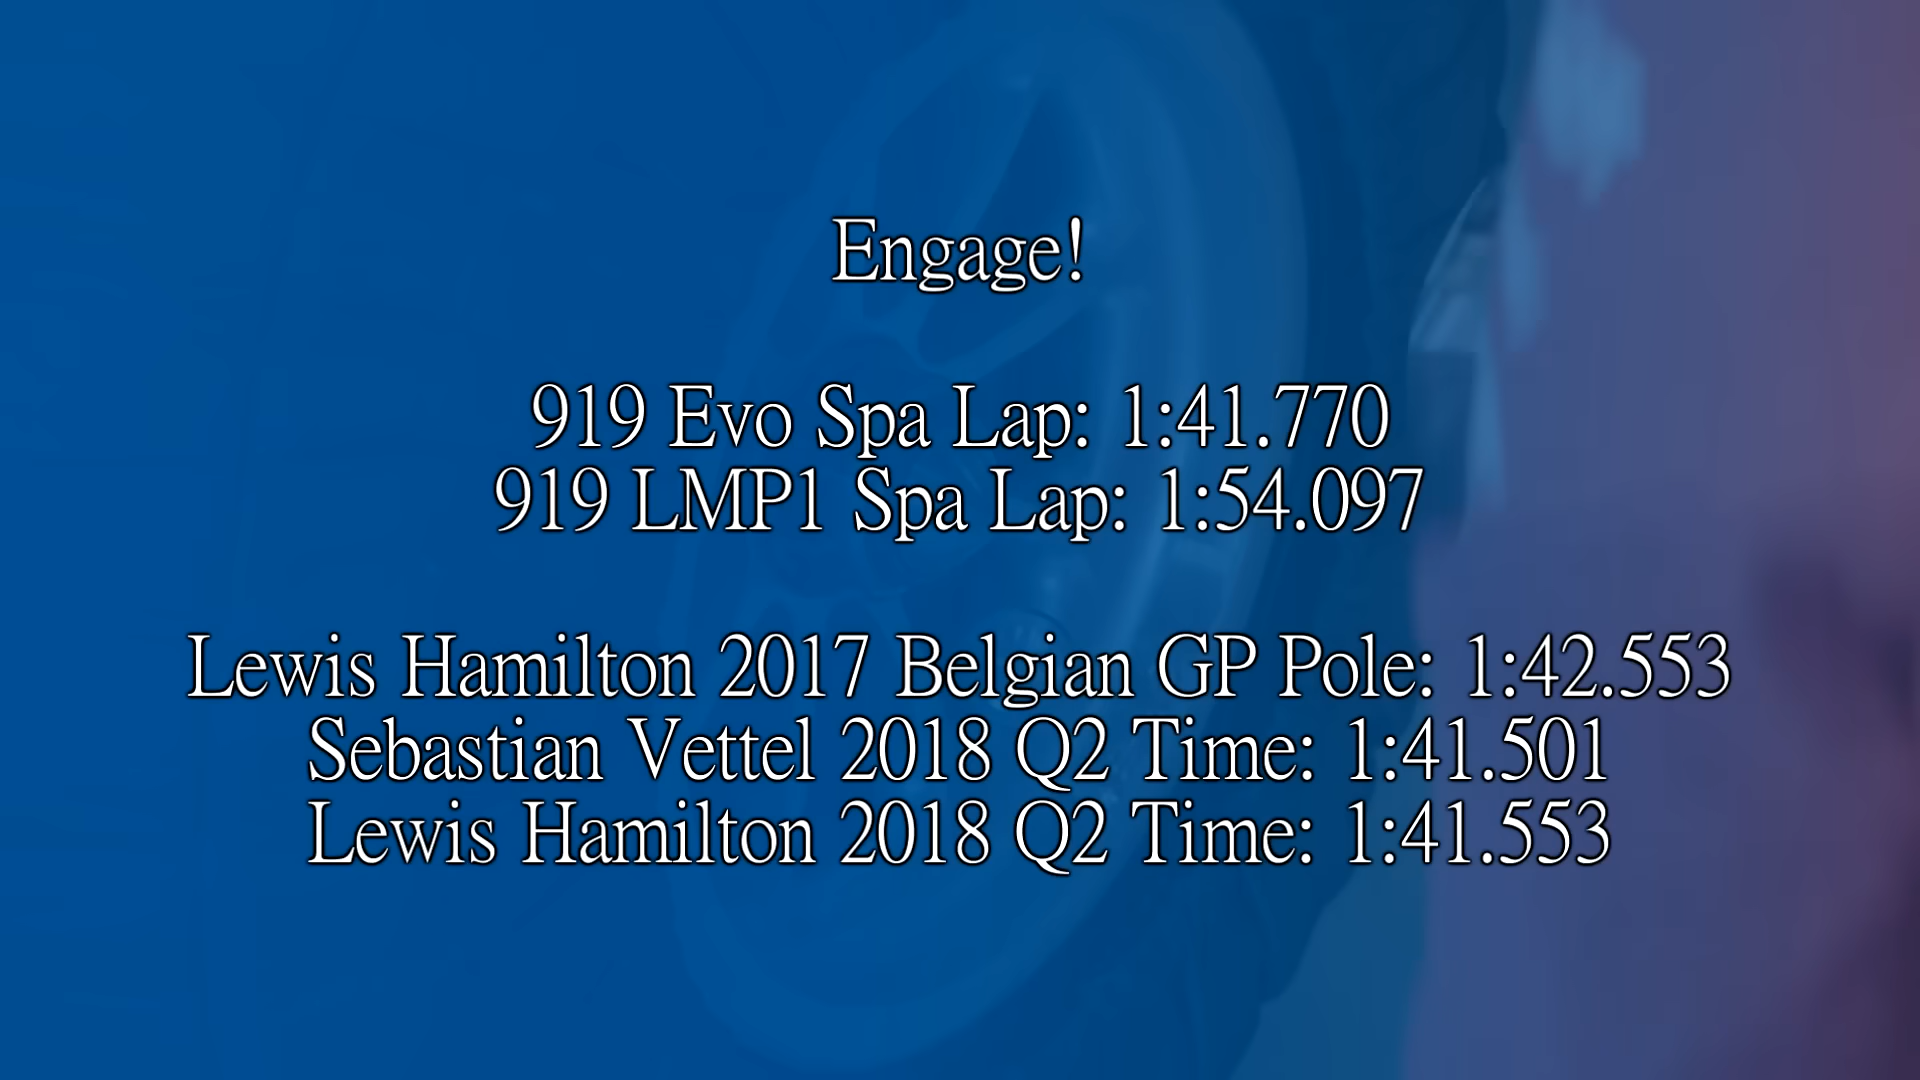 Engage!
919 Evo Spa Lap: 1:41.770
919 LMP1 Spa Lap: 1:54.097
Lewis Hamilton 2017 Belgian GP Pole: 1:42.553
Sebastian Vettel 2018 Q2 Time: 1:41.501
Lewis Hamilton 2018 Q2 Time: 1:41.553